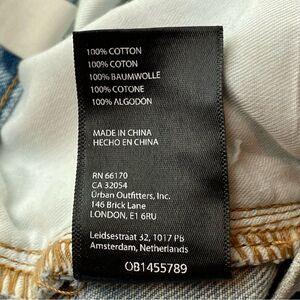 100% COTTON
100% COTON
100% BAUMWOLLE
100% COTONE
100% ALGODÓN
MADE IN CHINA
HECHO EN CHINA
RN 66170
CA 32054
Urban Outfitters, Inc.
146 Brick Lane
LONDON, E1 6RU
Leidsestraat 32, 1017 PB
Amsterdam, Netherlands
OB1455789